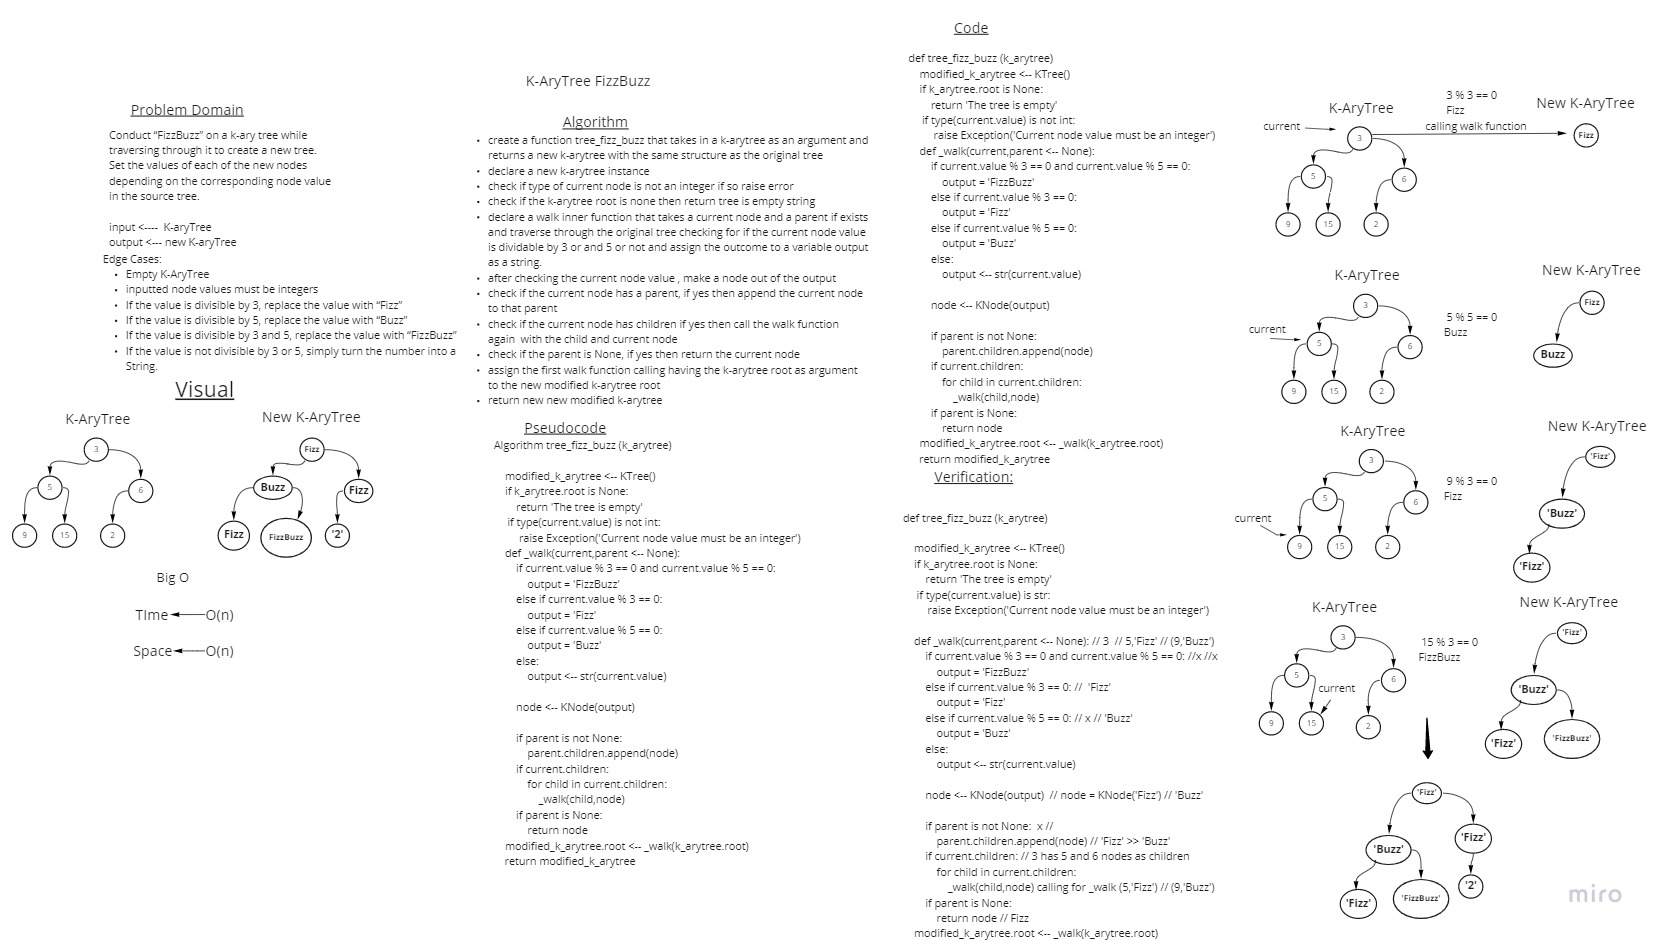 K-AryTree FizzBuzz
Problem Domain
Conduct “FizzBuzz” on a k-ary tree while
traversing through it to create a new tree.
Set the values of each of the new nodes
depending on the corresponding node value
in the source tree.
input <---- K-aryTree
output <--- new K-aryTree
Edge Cases:
• Empty K-AryTree
• inputted node values must be integers
• If the value is divisible by 3, replace the value with “Fizz”
• If the value is divisible by 5, replace the value with “Buzz”
• If the value is divisible by 3 and 5, replace the value with “FizzBuzz”
• If the value is not divisible by 3 or 5, simply turn the number into a
String.
Visual
K-AryTree
3
5
6
9
15
2
New K-AryTree
Fizz
Buzz
Fizz
Fizz
FizzBuzz
'2'
Big O
TIme
O(n)
Space
O(n)
Algorithm
• create a function tree_fizz_buzz that takes in a k-arytree as an argument and
returns a new k-arytree with the same structure as the original tree
• declare a new k-arytree instance
• check if type of current node is not an integer if so raise error
• check if the k-arytree root is none then return tree is empty string
• declare a walk inner function that takes a current node and a parent if exists
and traverse through the original tree checking for if the current node value
is dividable by 3 or and 5 or not and assign the outcome to a variable output
as a string.
• after checking the current node value , make a node out of the output
• check if the current node has a parent, if yes then append the current node
to that parent
• check if the current node has children if yes then call the walk function
again with the child and current node
• check if the parent is None, if yes then return the current node
• assign the first walk function calling having the k-arytree root as argument
to the new modified k-arytree root
• return new new modified k-arytree
Pseudocode
Algorithm tree_fizz_buzz (k_arytree)
modified_k_arytree <-- KTree()
if k_arytree.root is None:
return 'The tree is empty'
if type(current.value) is not int:
raise Exception('Current node value must be an integer')
def _walk(current,parent <-- None):
if current.value % 3 == 0 and current.value % 5 == 0:
output = 'FizzBuzz'
else if current.value % 3 == 0:
output = 'Fizz'
else if current.value % 5 == 0:
output = 'Buzz'
else:
output <-- str(current.value)
node <-- KNode(output)
if parent is not None:
parent.children.append(node)
if current.children:
for child in current.children:
_walk(child,node)
if parent is None:
return node
modified_k_arytree.root <-- _walk(k_arytree.root)
return modified_k_arytree
Code
def tree_fizz_buzz (k_arytree)
modified_k_arytree <-- KTree()
if k_arytree.root is None:
return 'The tree is empty'
if type(current.value) is not int:
raise Exception('Current node value must be an integer')
def _walk(current,parent <-- None):
if current.value % 3 == 0 and current.value % 5 == 0:
output = 'FizzBuzz'
else if current.value % 3 == 0:
output = 'Fizz'
else if current.value % 5 == 0:
output = 'Buzz'
else:
output <-- str(current.value)
node <-- KNode(output)
if parent is not None:
parent.children.append(node)
if current.children:
for child in current.children:
_walk(child,node)
if parent is None:
return node
modified_k_arytree.root <-- _walk(k_arytree.root)
return modified_k_arytree
Verification:
def tree_fizz_buzz (k_arytree)
modified_k_arytree <-- KTree()
if k_arytree.root is None:
return 'The tree is empty'
if type(current.value) is str:
raise Exception('Current node value must be an integer')
def _walk(current,parent <-- None): // 3 // 5,'Fizz' // (9,'Buzz')
if current.value % 3 == 0 and current.value % 5 == 0: //x //x
output = 'FizzBuzz'
else if current.value % 3 == 0: // 'Fizz'
output = 'Fizz'
else if current.value % 5 == 0: // x // 'Buzz'
output = 'Buzz'
else:
output <-- str(current.value)
node <-- KNode(output) // node = KNode('Fizz') // 'Buzz'
if parent is not None: x //
parent.children.append(node) // 'Fizz' >> 'Buzz'
if current.children: // 3 has 5 and 6 nodes as children
for child in current.children:
_walk(child,node) calling for _walk (5,'Fizz') // (9,'Buzz')
if parent is None:
return node // Fizz
modified_k_arytree.root <-- _walk(k_arytree.root)
K-AryTree
3 % 3 == 0
Fizz
New K-AryTree
current
calling walk function
3
Fizz
5
6
9
15
2
K-AryTree
New K-AryTree
3
Fizz
5 % 5 == 0
Buzz
current
5
6
Buzz
9
15
2
K-AryTree
New K-AryTree
3
'Fizz'
9 % 3 == 0
Fizz
5
6
'Buzz'
current
9
15
2
'Fizz'
K-AryTree
New K-AryTree
3
'Fizz'
15 % 3 == 0
FizzBuzz
5
6
current
'Buzz'
9
15
2
'Fizz'
'FizzBuzz'
'Fizz'
'Buzz'
'Fizz'
'Fizz'
'FizzBuzz'
'2'
miro